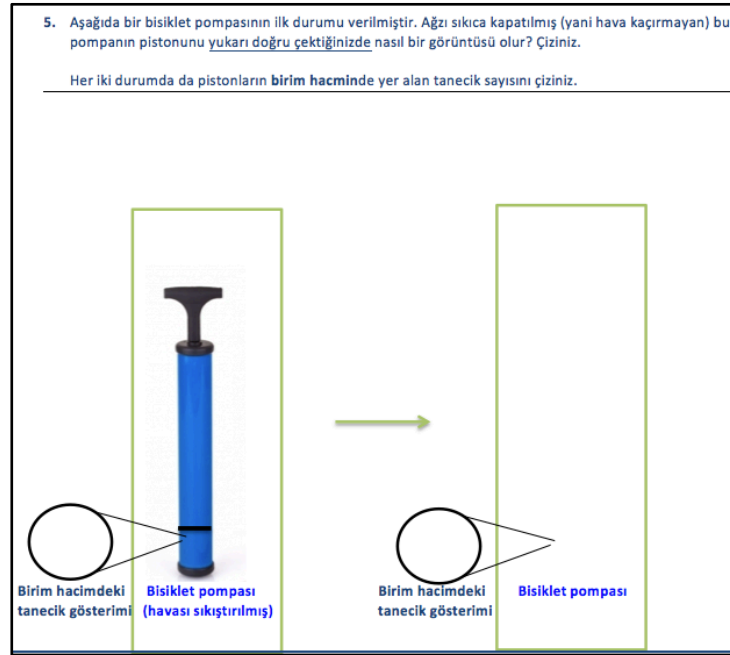 5. Aşağıda bir bisiklet pompasının ilk durumu verilmiştir. Ağzı sıkıca kapatılmış (yani hava kaçırmayan) bu
pompanın pistonunu yukarı doğru çektiğinizde nasıl bir görüntüsü olur? Çiziniz.
Her iki durumda da pistonların birim hacminde yer alan tanecik sayısını çiziniz.
Birim hacimdeki
tanecik gösterimi
Bisiklet pompası
(havası sıkıştırılmış)
Birim hacimdeki
tanecik gösterimi
Bisiklet pompası